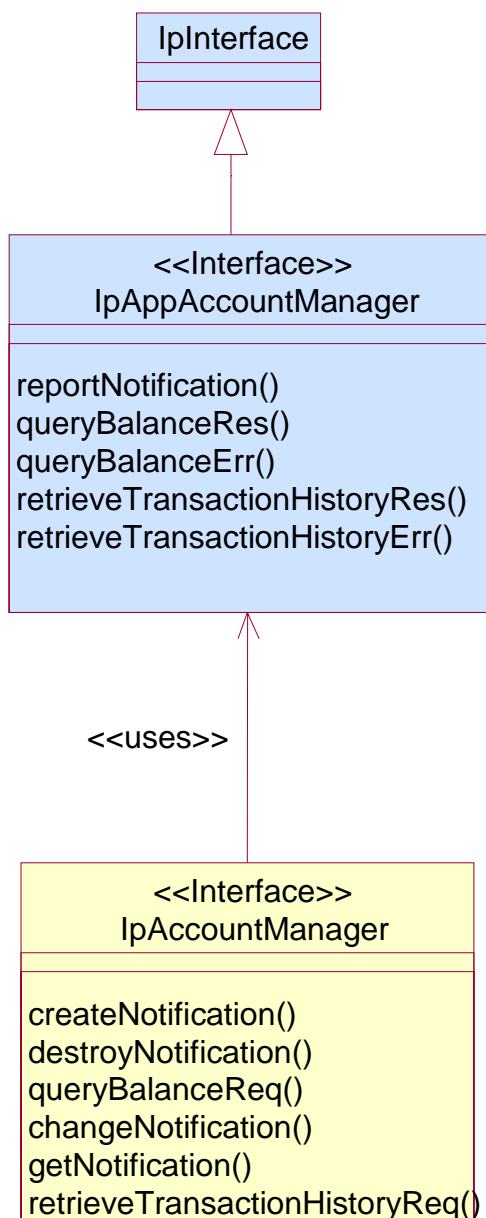 IpInterface
<<Interface>>
IpAppAccountManager
reportNotification()
queryBalanceRes()
queryBalanceErr()
retrieveTransactionHistoryRes()
retrieveTransactionHistoryErr()
<<uses>>
<<Interface>>
IpAccountManager
createNotification()
destroyNotification()
queryBalanceReq()
changeNotification()
getNotification()
retrieveTransactionHistoryReq()